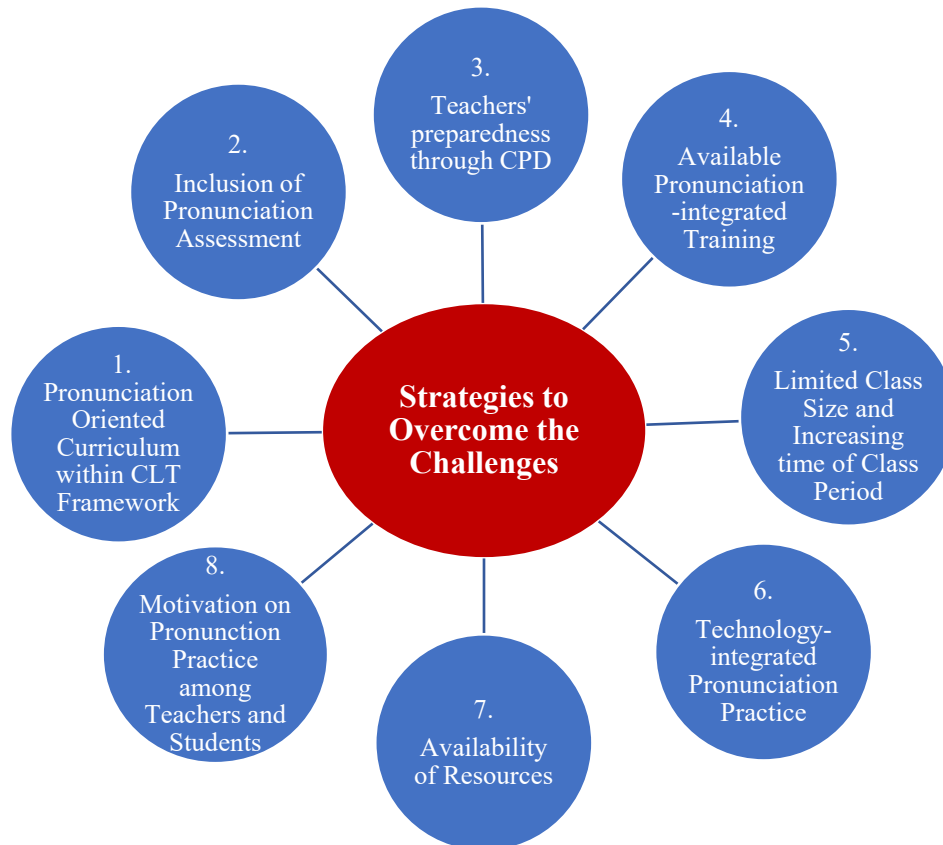 Strategies to
Overcome the
Challenges
1.
Pronunciation
Oriented
Curriculum
within CLT
Framework
2.
Inclusion of
Pronunciation
Assessment
3.
Teachers'
preparedness
through CPD
4.
Available
Pronunciation
-integrated
Training
5.
Limited Class
Size and
Increasing
time of Class
Period
6.
Technology-
integrated
Pronunciation
Practice
7.
Availability
of Resources
8.
Motivation on
Pronunction
Practice
among
Teachers and
Students